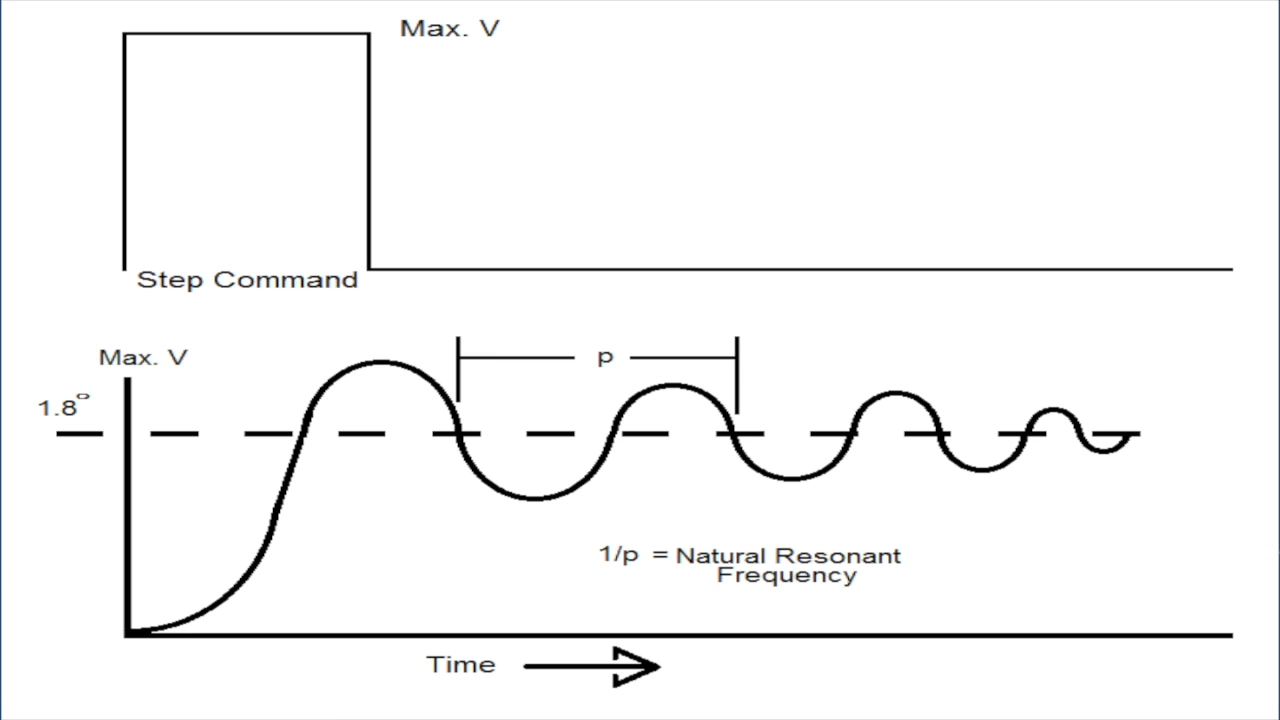 Max. V
Step Command
Max. V
1.8°
p
1/p = Natural Resonant
Frequency
Time